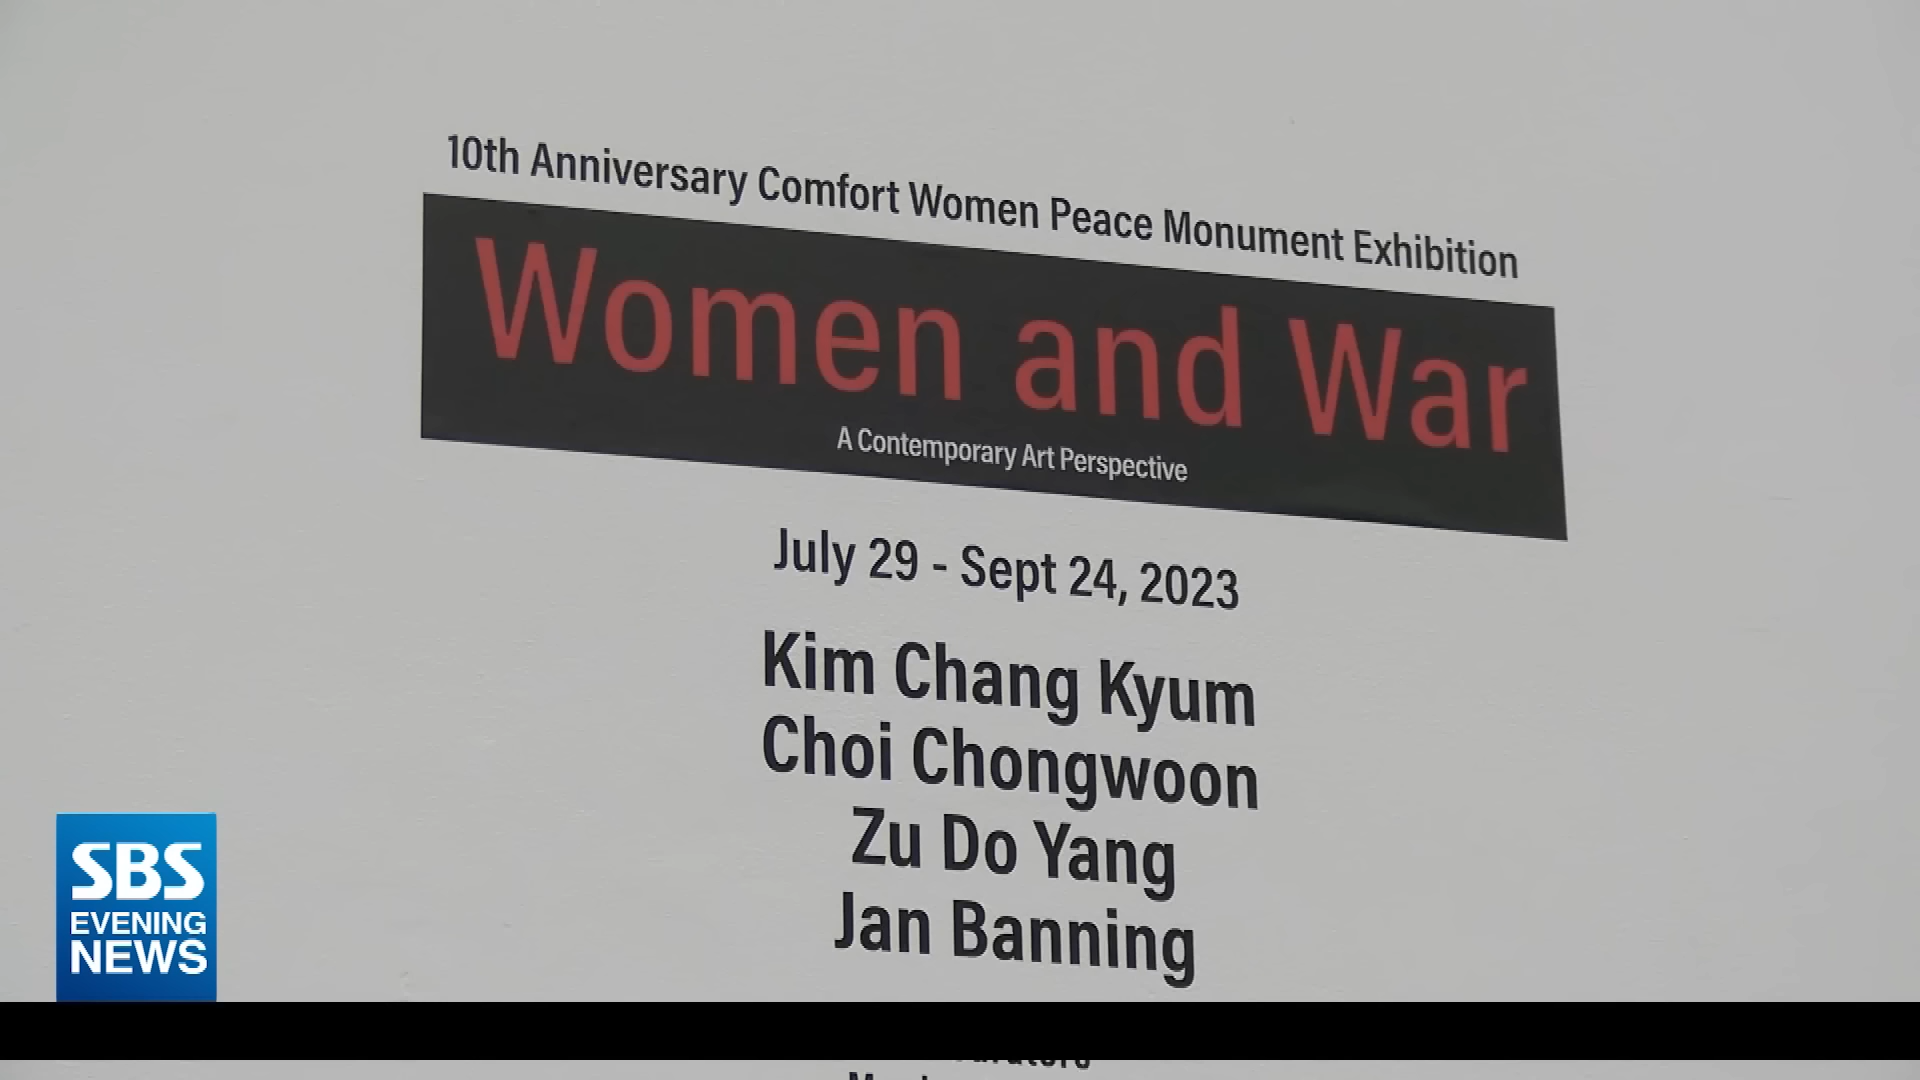 10th Anniversary Comfort Women Peace Monument Exhibition
Women and War
A Contemporary Art Perspective
July 29 - Sept 24, 2023
Kim Chang Kyum
Choi Chongwoon
Zu Do Yang
Jan Banning
SBS
EVENING
NEWS